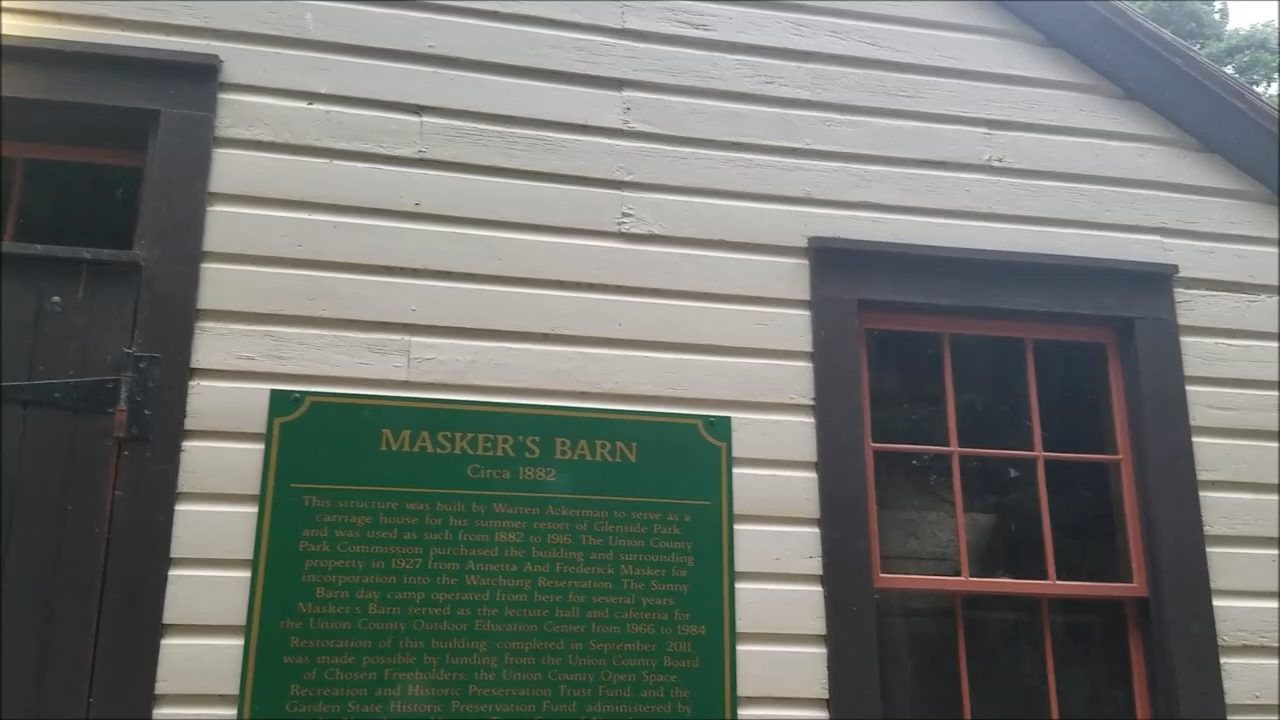 MASKER'S BARN
Circa 1882
This structure was built by Warren Ackerman to serve as a
carriage house for his summer resort of Glenside Park,
and was used as such from 1882 to 1916. The Union County
Park Commission purchased the building and surrounding
property in 1927 from Annetta And Frederick Masker for
incorporation into the Watchung Reservation. The Sunny
Barn day camp operated from here for several years.
Masker's Barn served as the lecture hall and cafeteria for
the Union County Outdoor Education Center from 1966 to 1984
Restoration of this building, completed in September 2011,
was made possible by funding from the Union County Board
of Chosen Freeholders, the Union County Open Space,
Recreation and Historic Preservation Trust Fund, and the
Garden State Historic Preservation Fund, administered by